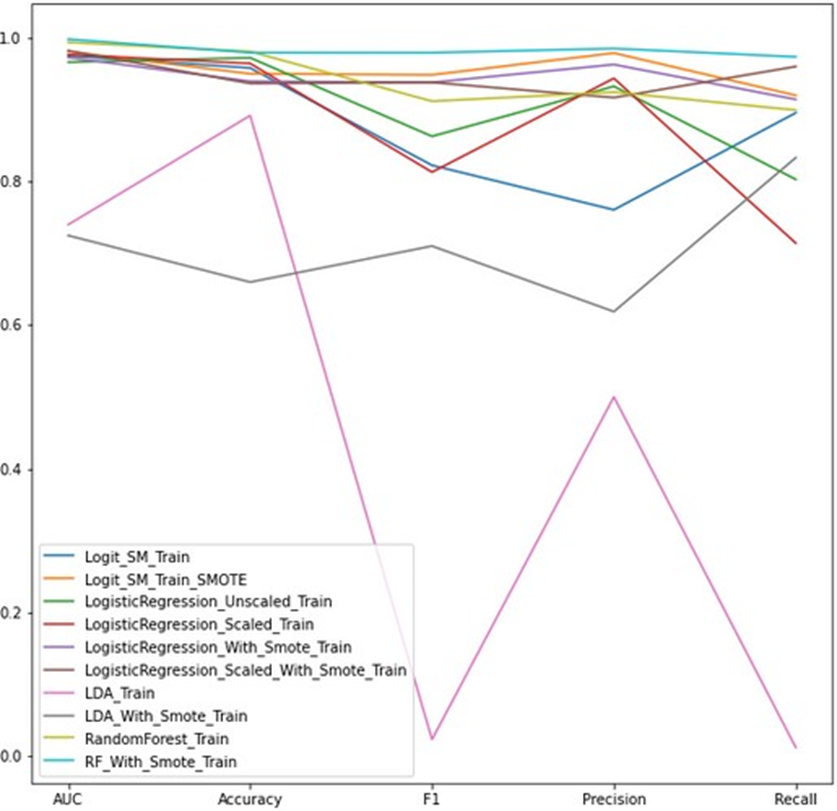 1.0
0.8
0.6
0.4
0.2
0.0
Logit_SM_Train
Logit_SM_Train_SMOTE
LogisticRegression_Unscaled_Train
LogisticRegression_Scaled_Train
LogisticRegression_With_Smote_Train
LogisticRegression_Scaled_With_Smote_Train
LDA_Train
LDA_With_Smote_Train
RandomForest_Train
RF_With_Smote_Train
AUC Accuracy F1 Precision Recall